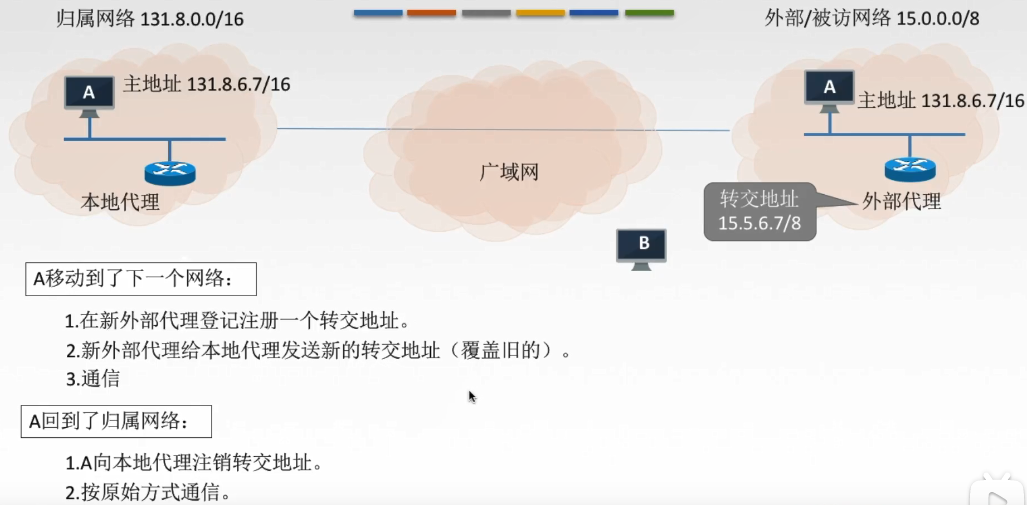 归属网络 131.8.0.0/16
外部/被访网络 15.0.0.0/8
A
主地址 131.8.6.7/16
A
主地址 131.8.6.7/16
广域网
本地代理
转交地址
15.5.6.7/8
外部代理
B
A移动到了下一个网络：
1.在新外部代理登记注册一个转交地址。
2.新外部代理给本地代理发送新的转交地址（覆盖旧的）。
3.通信
A回到了归属网络：
1.A向本地代理注销转交地址。
2.按原始方式通信。